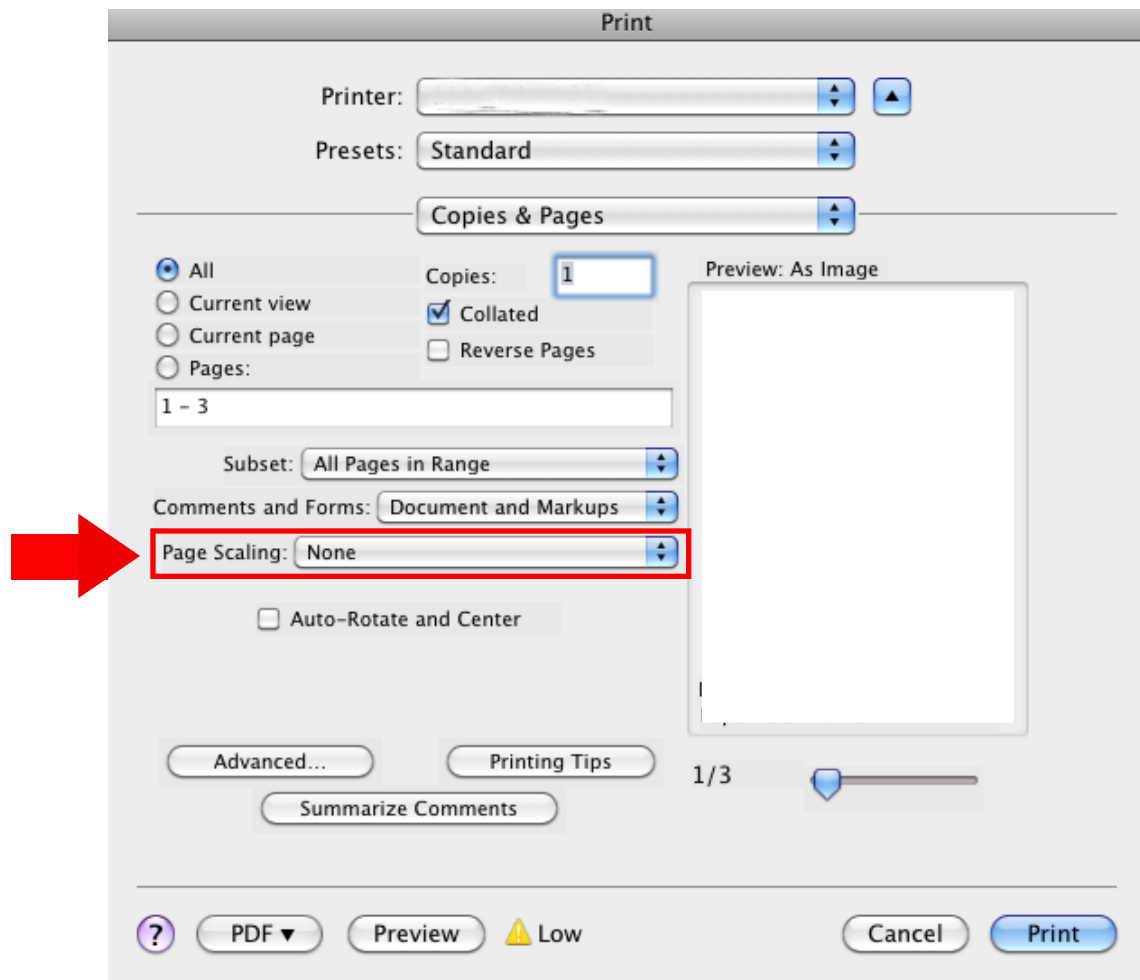 Print
Printer:
Presets: Standard
Copies & Pages
All
Current view
Current page
Pages:
1 - 3
Copies: 1
Collated
Reverse Pages
Subset: All Pages in Range
Comments and Forms: Document and Markups
Page Scaling: None
Auto-Rotate and Center
Advanced...
Printing Tips
Summarize Comments
Preview: As Image
1/3
?
PDF ▼
Preview
Low
Cancel
Print